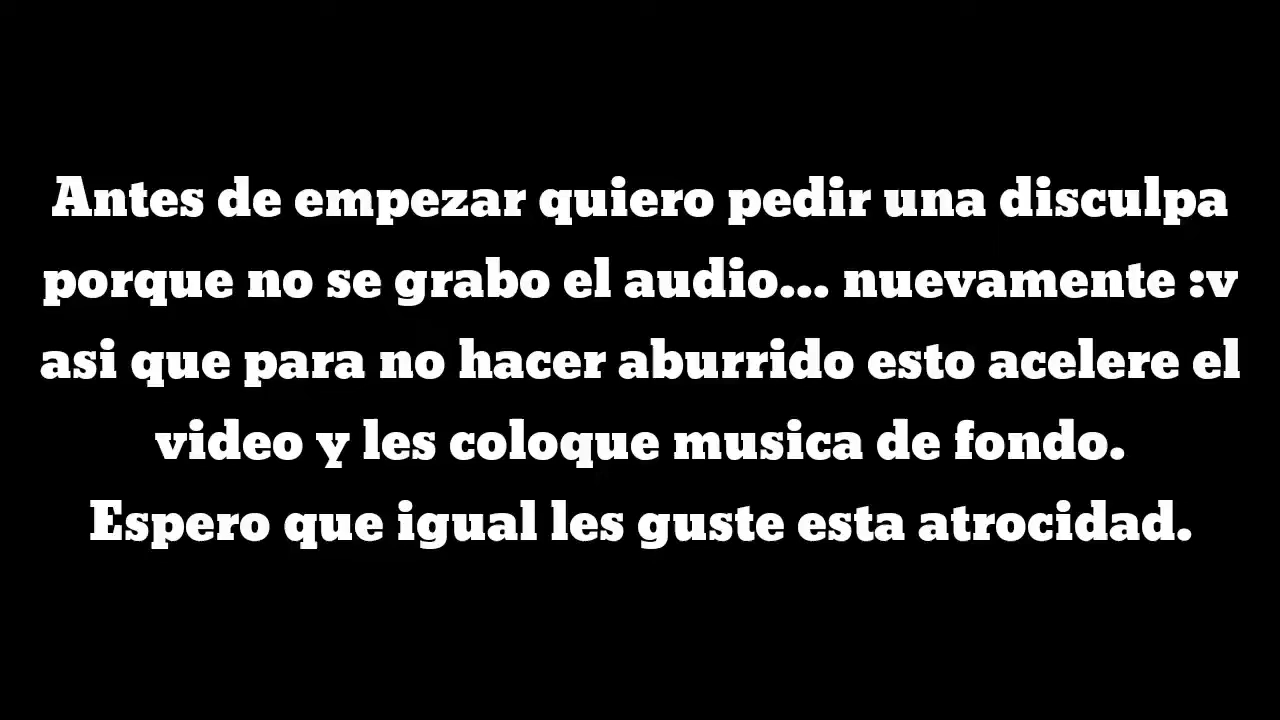 Antes de empezar quiero pedir una disculpa
porque no se grabo el audio... nuevamente :v
asi que para no hacer aburrido esto acelere el
video y les coloque musica de fondo.
Espero que igual les guste esta atrocidad.